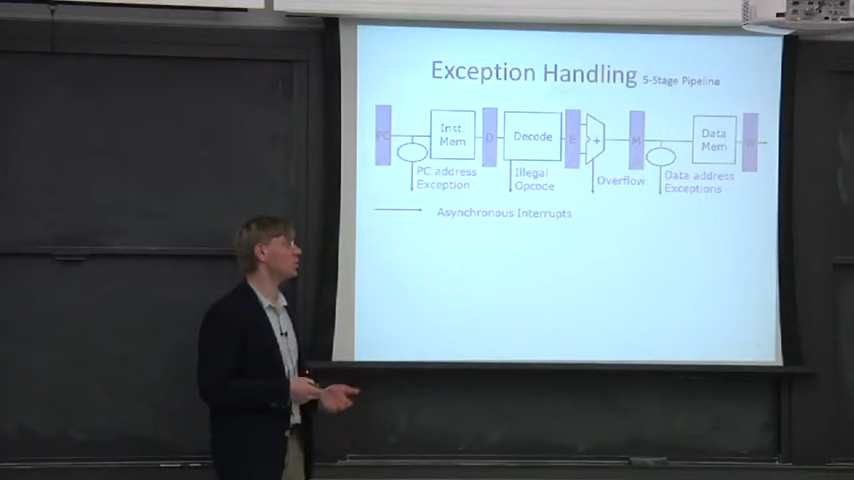 Exception Handling 5-Stage Pipeline
PC
Inst
Mem
D
Decode
E
+
M
Data
Mem
W
PC address
Exception
Illegal
Opcode
Overflow
Data address
Exceptions
Asynchronous Interrupts